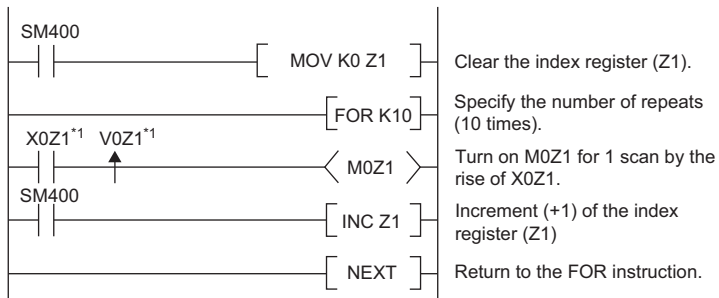 SM400
MOV K0 Z1
Clear the index register (Z1).
FOR K10
Specify the number of repeats
(10 times).
X0Z1*1 V0Z1*1
M0Z1
Turn on M0Z1 for 1 scan by the
rise of X0Z1.
SM400
INC Z1
Increment (+1) of the index
register (Z1)
NEXT
Return to the FOR instruction.